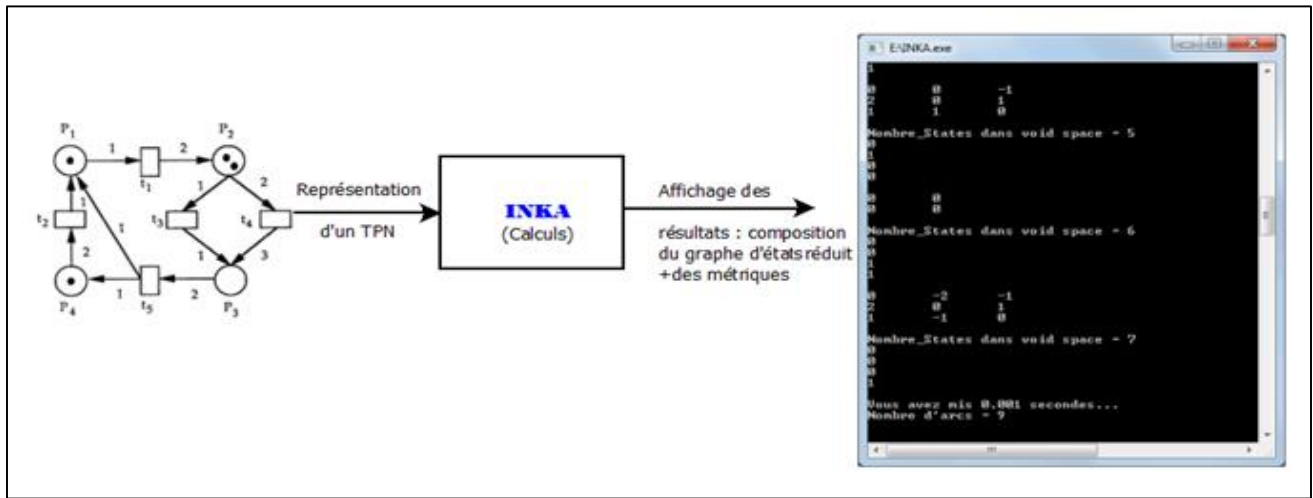 P1
P2
1
2
t1
1
2
1
t2
t3
t4
2
1
1
3
P4
t5
2
P3
Représentation
d'un TPN
INKA
(Calculs)
Affichage des
résultats : composition
du graphe d'états réduit
+des métriques
E:\INKA.exe
1
0 0 -1
2 0 1
1 1 0
Nombre_States dans void space = 5
0
1
0
0
0 0
0 0
Nombre_States dans void space = 6
0
0
1
1
0 -2 -1
2 0 1
1 -1 0
Nombre_States dans void space = 7
0
0
0
1
Vous avez mis 0.001 secondes...
Nombre d'arcs = 9